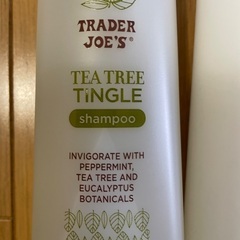 TRADER
JOE'S®
TEA TREE
TINGLE
shampoo
INVIGORATE WITH
PEPPERMINT,
TEA TREE AND
EUCALYPTUS
BOTANICALS